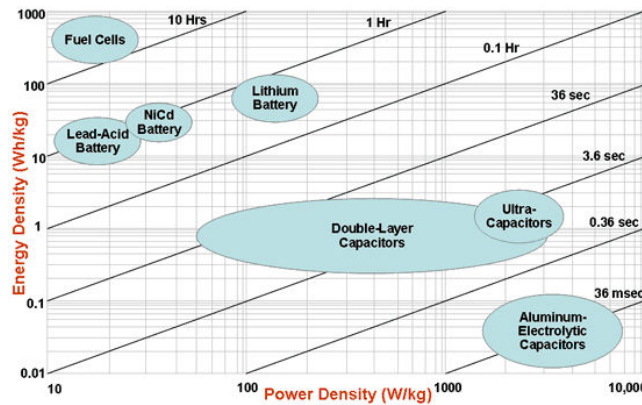 1000
10 Hrs
1 Hr
Fuel Cells
0.1 Hr
100
Lithium
Battery
36 sec
NiCd
Battery
Lead-Acid
Battery
10
3.6 sec
Energy Density (Wh/kg)
1
Double-Layer
Capacitors
Ultra-
Capacitors
0.36 sec
0.1
36 msec
Aluminum-
Electrolytic
Capacitors
0.01
10
100
1000
10,000
Power Density (W/kg)